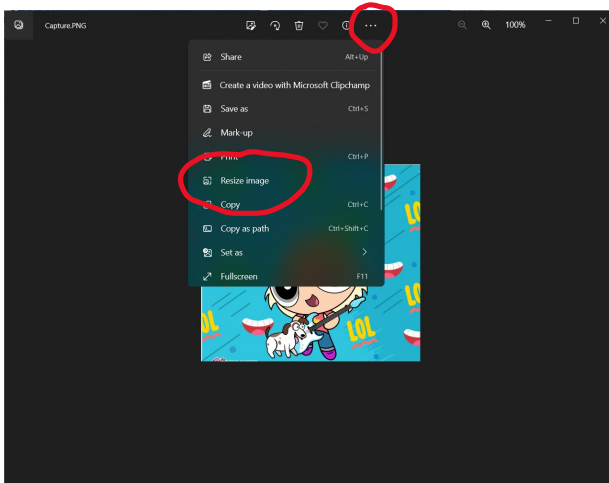 Capture.PNG
100%
Share Alt+Up
Create a video with Microsoft Clipchamp
Save as Ctrl+S
Mark-up
Print Ctrl+P
Resize image
Copy Ctrl+C
Copy as path Ctrl+Shift+C
Set as
Fullscreen F11
LOL
LOL
LOL